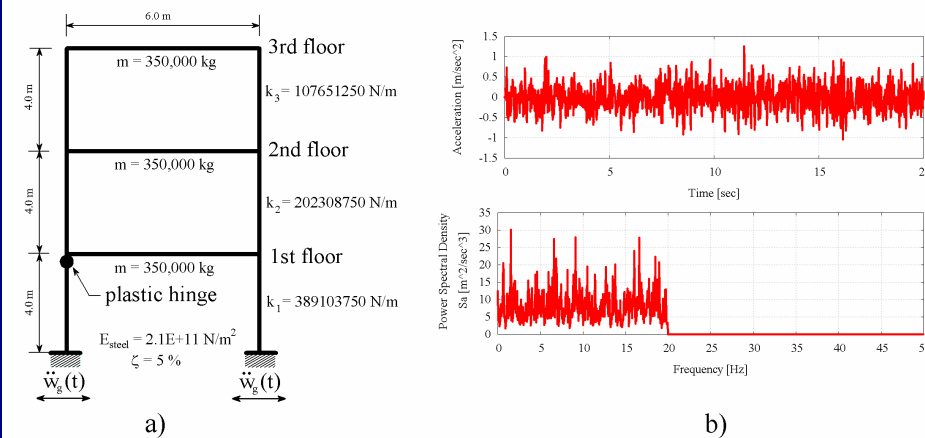 6.0 m
3rd floor
m = 350,000 kg
4.0 m
k3= 107651250 N/m
2nd floor
m = 350,000 kg
4.0 m
k2= 202308750 N/m
1st floor
m = 350,000 kg
plastic hinge
4.0 m
k1= 389103750 N/m
Esteel = 2.1E+11 N/m2
ζ = 5 %
ẅg(t)
ẅg(t)
a)
Acceleration [m/sec^2]
1.5
1
0.5
0
-0.5
-1
-1.5
0 5 10 15 2
Time [sec]
Power Spectral Density
Sa [m^2/sec^3]
35
30
25
20
15
10
5
0
0 5 10 15 20 25 30 35 40 45 5
Frequency [Hz]
b)